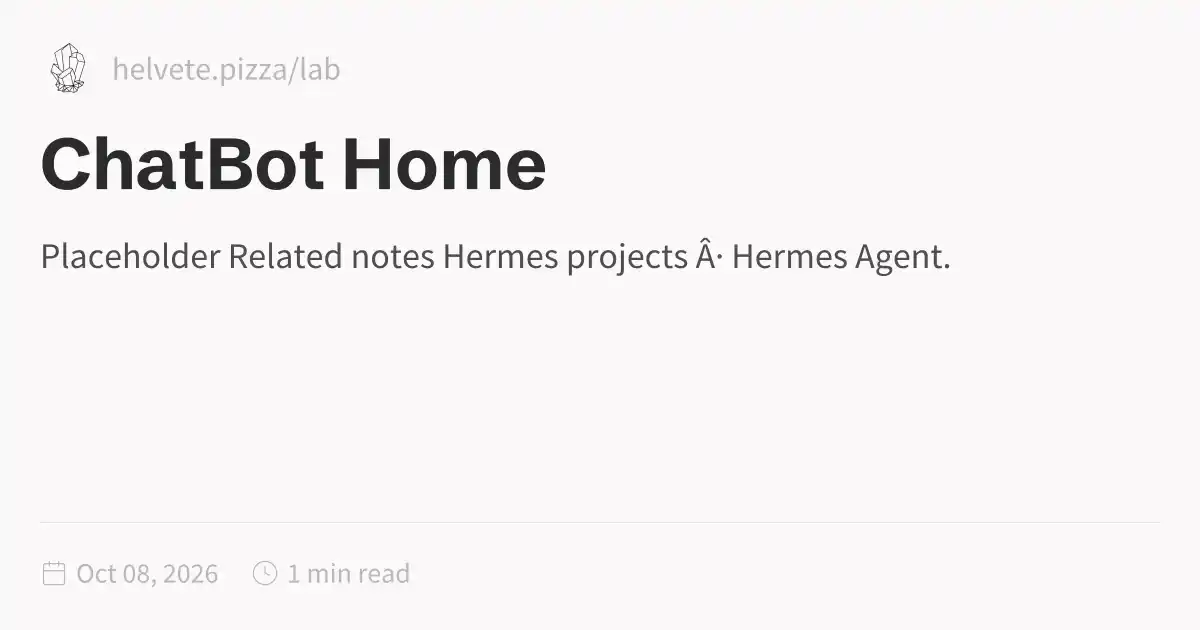 helvete.pizza/lab
ChatBot Home
Placeholder Related notes Hermes projects Â· Hermes Agent.
Oct 08, 2026
1 min read